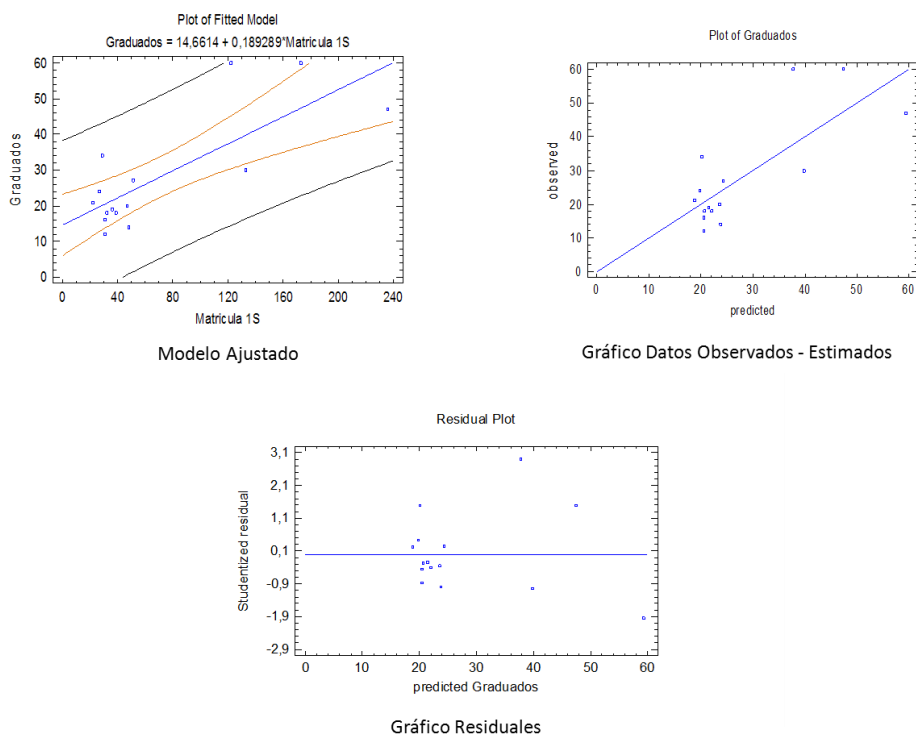 Plot of Fitted Model
Graduados = 14,6614 + 0,189289*Matricula 1S
60
50
40
30
20
10
0
Graduados
0 40 80 120 160 200 240
Matricula 1S
Modelo Ajustado
Plot of Graduados
60
50
40
30
20
10
0
observed
0 10 20 30 40 50 60
predicted
Gráfico Datos Observados - Estimados
Residual Plot
3,1
2,1
1,1
0,1
-0,9
-1,9
-2,9
Studentized residual
0 10 20 30 40 50 60
predicted Graduados
Gráfico Residuales